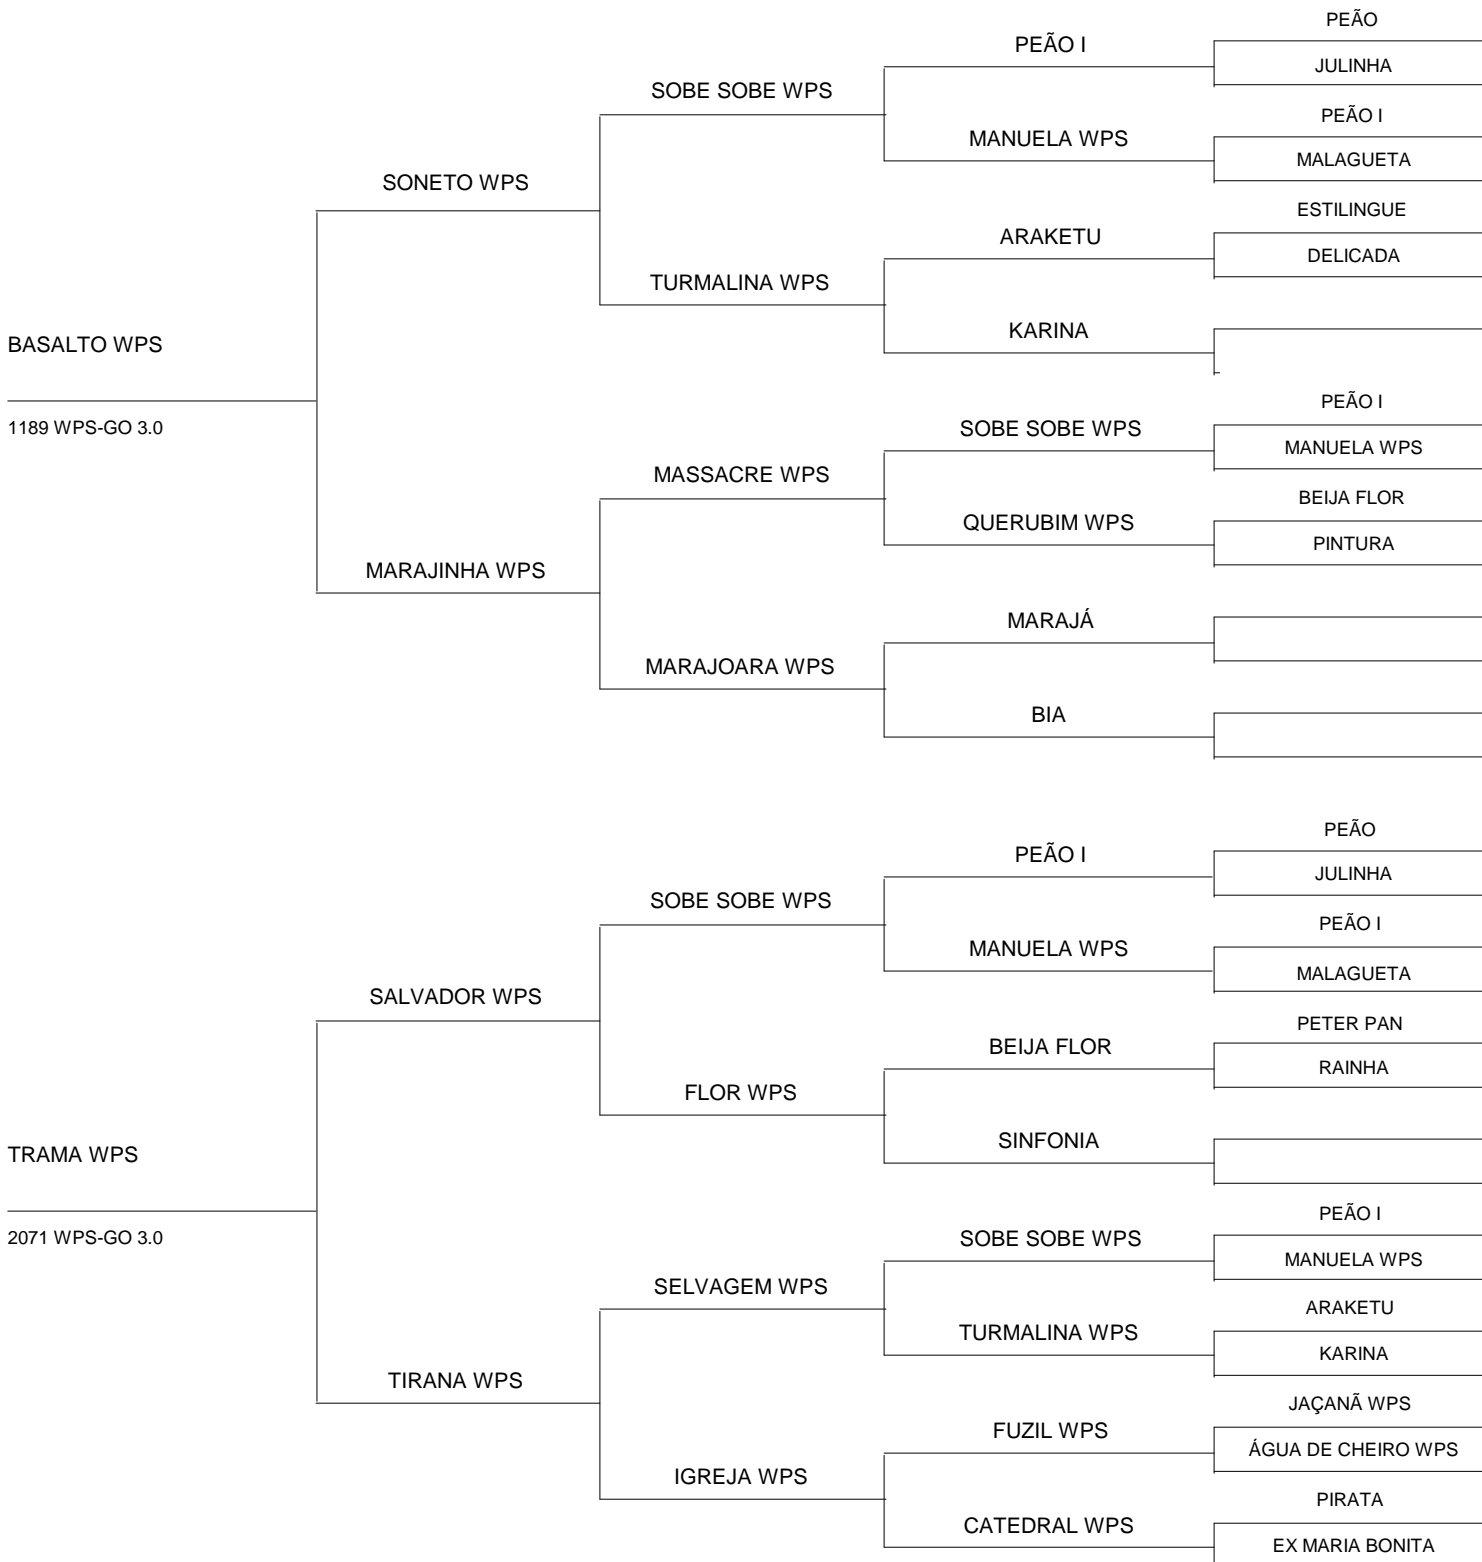 PEÃO
PEÃO I
JULINHA
SOBE SOBE WPS
PEÃO I
MANUELA WPS
MALAGUETA
SONETO WPS
ESTILINGUE
ARAKETU
DELICADA
TURMALINA WPS
KARINA
BASALTO WPS
PEÃO I
1189 WPS-GO 3.0
SOBE SOBE WPS
MANUELA WPS
MASSACRE WPS
BEIJA FLOR
QUERUBIM WPS
PINTURA
MARAJINHA WPS
MARAJÁ
MARAJOARA WPS
BIA
PEÃO
PEÃO I
JULINHA
SOBE SOBE WPS
PEÃO I
MANUELA WPS
MALAGUETA
SALVADOR WPS
PETER PAN
BEIJA FLOR
RAINHA
FLOR WPS
SINFONIA
TRAMA WPS
PEÃO I
2071 WPS-GO 3.0
SOBE SOBE WPS
MANUELA WPS
SELVAGEM WPS
ARAKETU
TURMALINA WPS
KARINA
TIRANA WPS
JAÇANÃ WPS
FUZIL WPS
ÁGUA DE CHEIRO WPS
IGREJA WPS
PIRATA
CATEDRAL WPS
EX MARIA BONITA